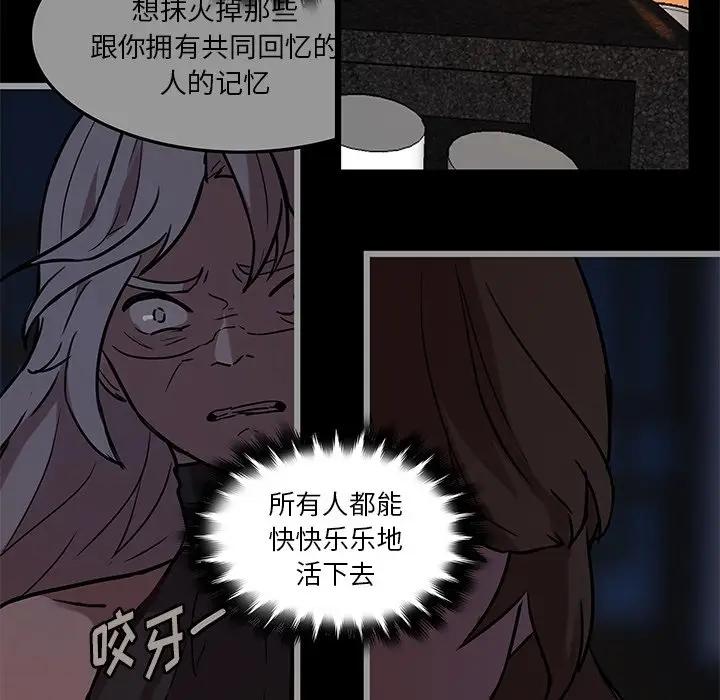 想抹火掉那些
跟你拥有共同回忆的
人的记忆
所有人都能
快快乐乐地
活下去
咬牙一